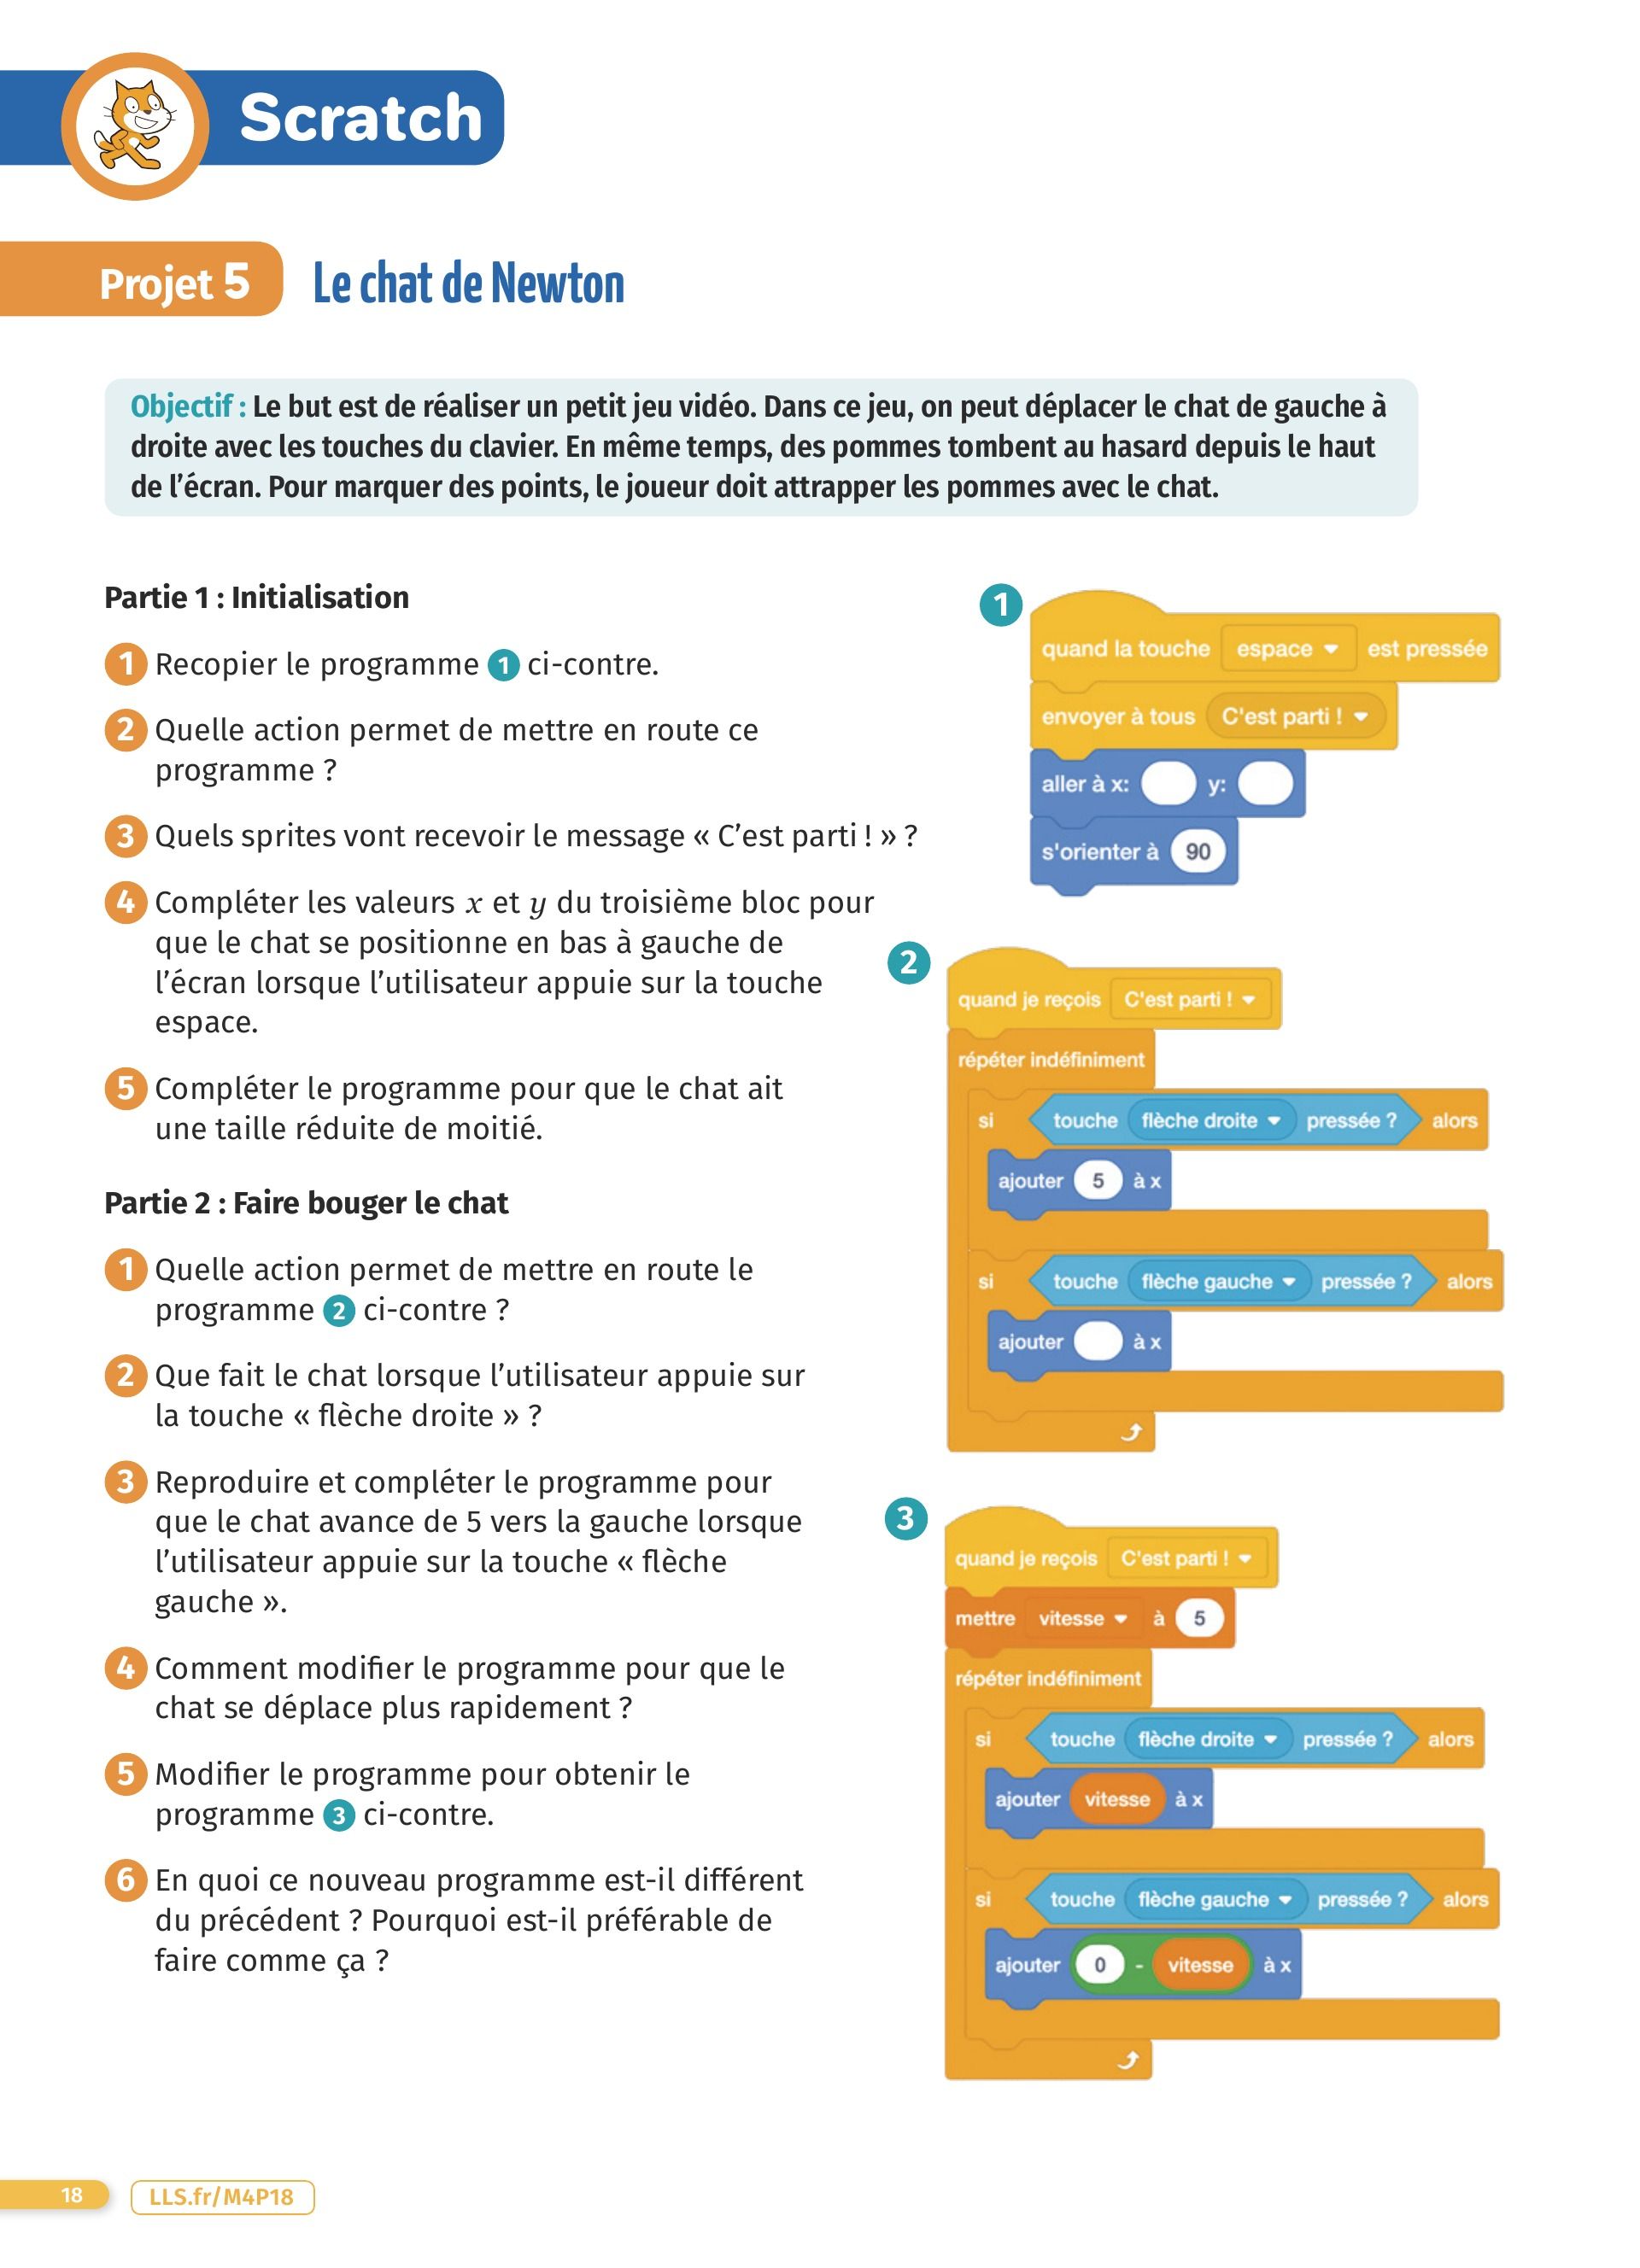 Scratch
Projet 5 Le chat de Newton
Objectif : Le but est de réaliser un petit jeu vidéo. Dans ce jeu, on peut déplacer le chat de gauche à
droite avec les touches du clavier. En même temps, des pommes tombent au hasard depuis le haut
de l’écran. Pour marquer des points, le joueur doit attrapper les pommes avec le chat.
Partie 1 : Initialisation
1 Recopier le programme 1 ci-contre.
2 Quelle action permet de mettre en route ce
programme ?
3 Quels sprites vont recevoir le message « C’est parti ! » ?
4 Compléter les valeurs x et y du troisième bloc pour
que le chat se positionne en bas à gauche de
l’écran lorsque l’utilisateur appuie sur la touche
espace.
5 Compléter le programme pour que le chat ait
une taille réduite de moitié.
Partie 2 : Faire bouger le chat
1 Quelle action permet de mettre en route le
programme 2 ci-contre ?
2 Que fait le chat lorsque l’utilisateur appuie sur
la touche « flèche droite » ?
3 Reproduire et compléter le programme pour
que le chat avance de 5 vers la gauche lorsque
l’utilisateur appuie sur la touche « flèche
gauche ».
4 Comment modifier le programme pour que le
chat se déplace plus rapidement ?
5 Modifier le programme pour obtenir le
programme 3 ci-contre.
6 En quoi ce nouveau programme est-il différent
du précédent ? Pourquoi est-il préférable de
faire comme ça ?
1
quand la touche espace est pressée
envoyer à tous C'est parti !
aller à x: y:
s'orienter à 90
2
quand je reçois C'est parti !
répéter indéfiniment
si touche flèche droite pressée ? alors
ajouter 5 à x
si touche flèche gauche pressée ? alors
ajouter à x
3
quand je reçois C'est parti !
mettre vitesse à 5
répéter indéfiniment
si touche flèche droite pressée ? alors
ajouter vitesse à x
si touche flèche gauche pressée ? alors
ajouter 0 - vitesse à x
18 LLS.fr/M4P18